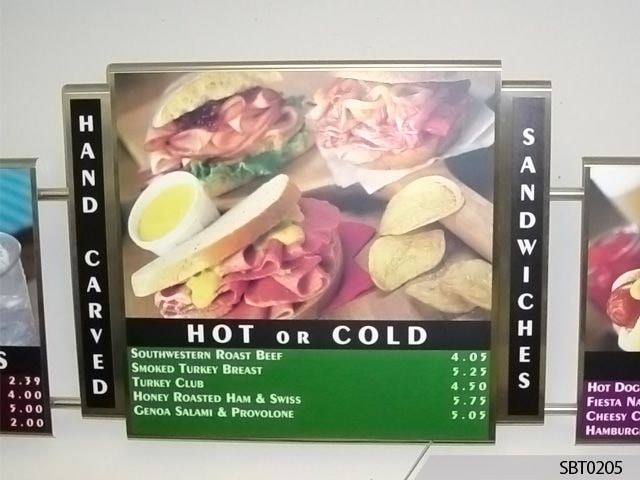 HAND CARVED
SANDWICHES
HOT OR COLD
SOUTHWESTERN ROAST BEEF 4.05
SMOKED TURKEY BREAST 5.25
TURKEY CLUB 4.50
HONEY ROASTED HAM & SWISS 5.75
GENOA SALAMI & PROVOLONE 5.05
S
2.39
4.00
5.00
2.00
HOT DOG
FIESTA NA
CHEESY C
HAMBURG
SBT0205